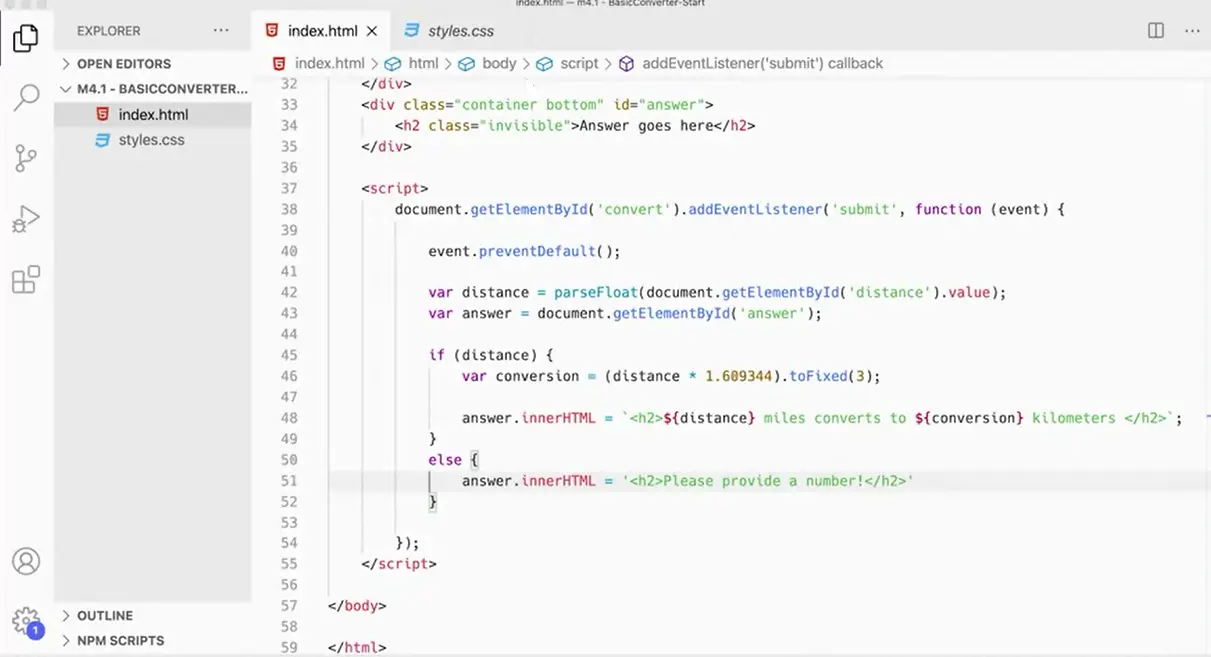 index.html — m4.1 - BasicConverter-Start
EXPLORER
index.html
styles.css
OPEN EDITORS
M4.1 - BASICCONVERTER...
index.html
styles.css
index.html > html > body > script > addEventListener('submit') callback
32 </div>
33 <div class="container bottom" id="answer">
34 <h2 class="invisible">Answer goes here</h2>
35 </div>
36
37 <script>
38 document.getElementById('convert').addEventListener('submit', function (event) {
39
40 event.preventDefault();
41
42 var distance = parseFloat(document.getElementById('distance').value);
43 var answer = document.getElementById('answer');
44
45 if (distance) {
46 var conversion = (distance * 1.609344).toFixed(3);
47
48 answer.innerHTML = `<h2>${distance} miles converts to ${conversion} kilometers </h2>`;
49 }
50 else {
51 answer.innerHTML = '<h2>Please provide a number!</h2>'
52 }
53
54 });
55 </script>
56
57 </body>
58
59 </html>
OUTLINE
NPM SCRIPTS
1